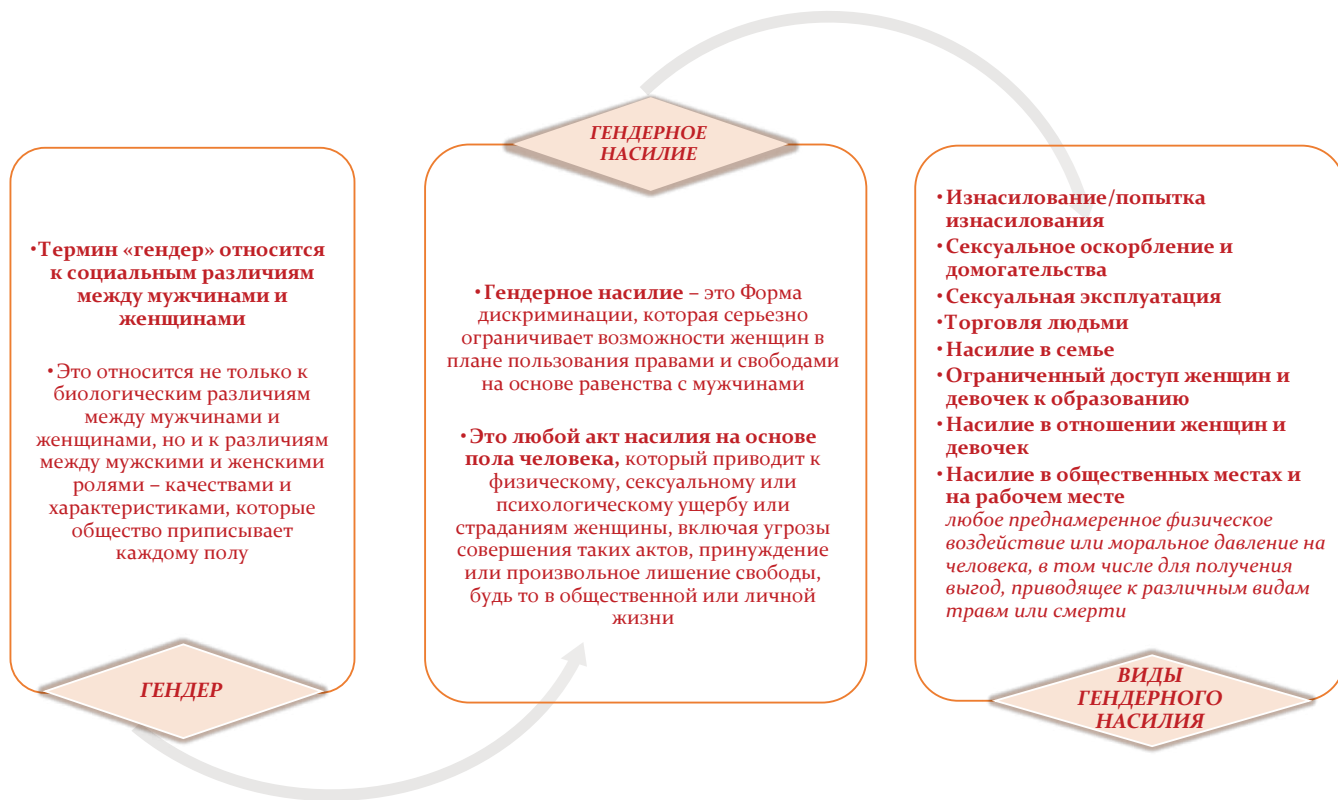 •Термин «гендер» относится
к социальным различиям
между мужчинами и
женщинами
•Это относится не только к
биологическим различиям
между мужчинами и
женщинами, но и к различиям
между мужскими и женскими
ролями – качествами и
характеристиками, которые
общество приписывает
каждому полу
ГЕНДЕР
ГЕНДЕРНОЕ
НАСИЛИЕ
•Гендерное насилие – это Форма
дискриминации, которая серьезно
ограничивает возможности женщин в
плане пользования правами и свободами
на основе равенства с мужчинами
•Это любой акт насилия на основе
пола человека, который приводит к
физическому, сексуальному или
психологическому ущербу или
страданиям женщины, включая угрозы
совершения таких актов, принуждение
или произвольное лишение свободы,
будь то в общественной или личной
жизни
•Изнасилование/попытка
изнасилования
•Сексуальное оскорбление и
домогательства
•Сексуальная эксплуатация
•Торговля людьми
•Насилие в семье
•Ограниченный доступ женщин и
девочек к образованию
•Насилие в отношении женщин и
девочек
•Насилие в общественных местах и
на рабочем месте
любое преднамеренное физическое
воздействие или моральное давление на
человека, в том числе для получения
выгод, приводящее к различным видам
травм или смерти
ВИДЫ
ГЕНДЕРНОГО
НАСИЛИЯ